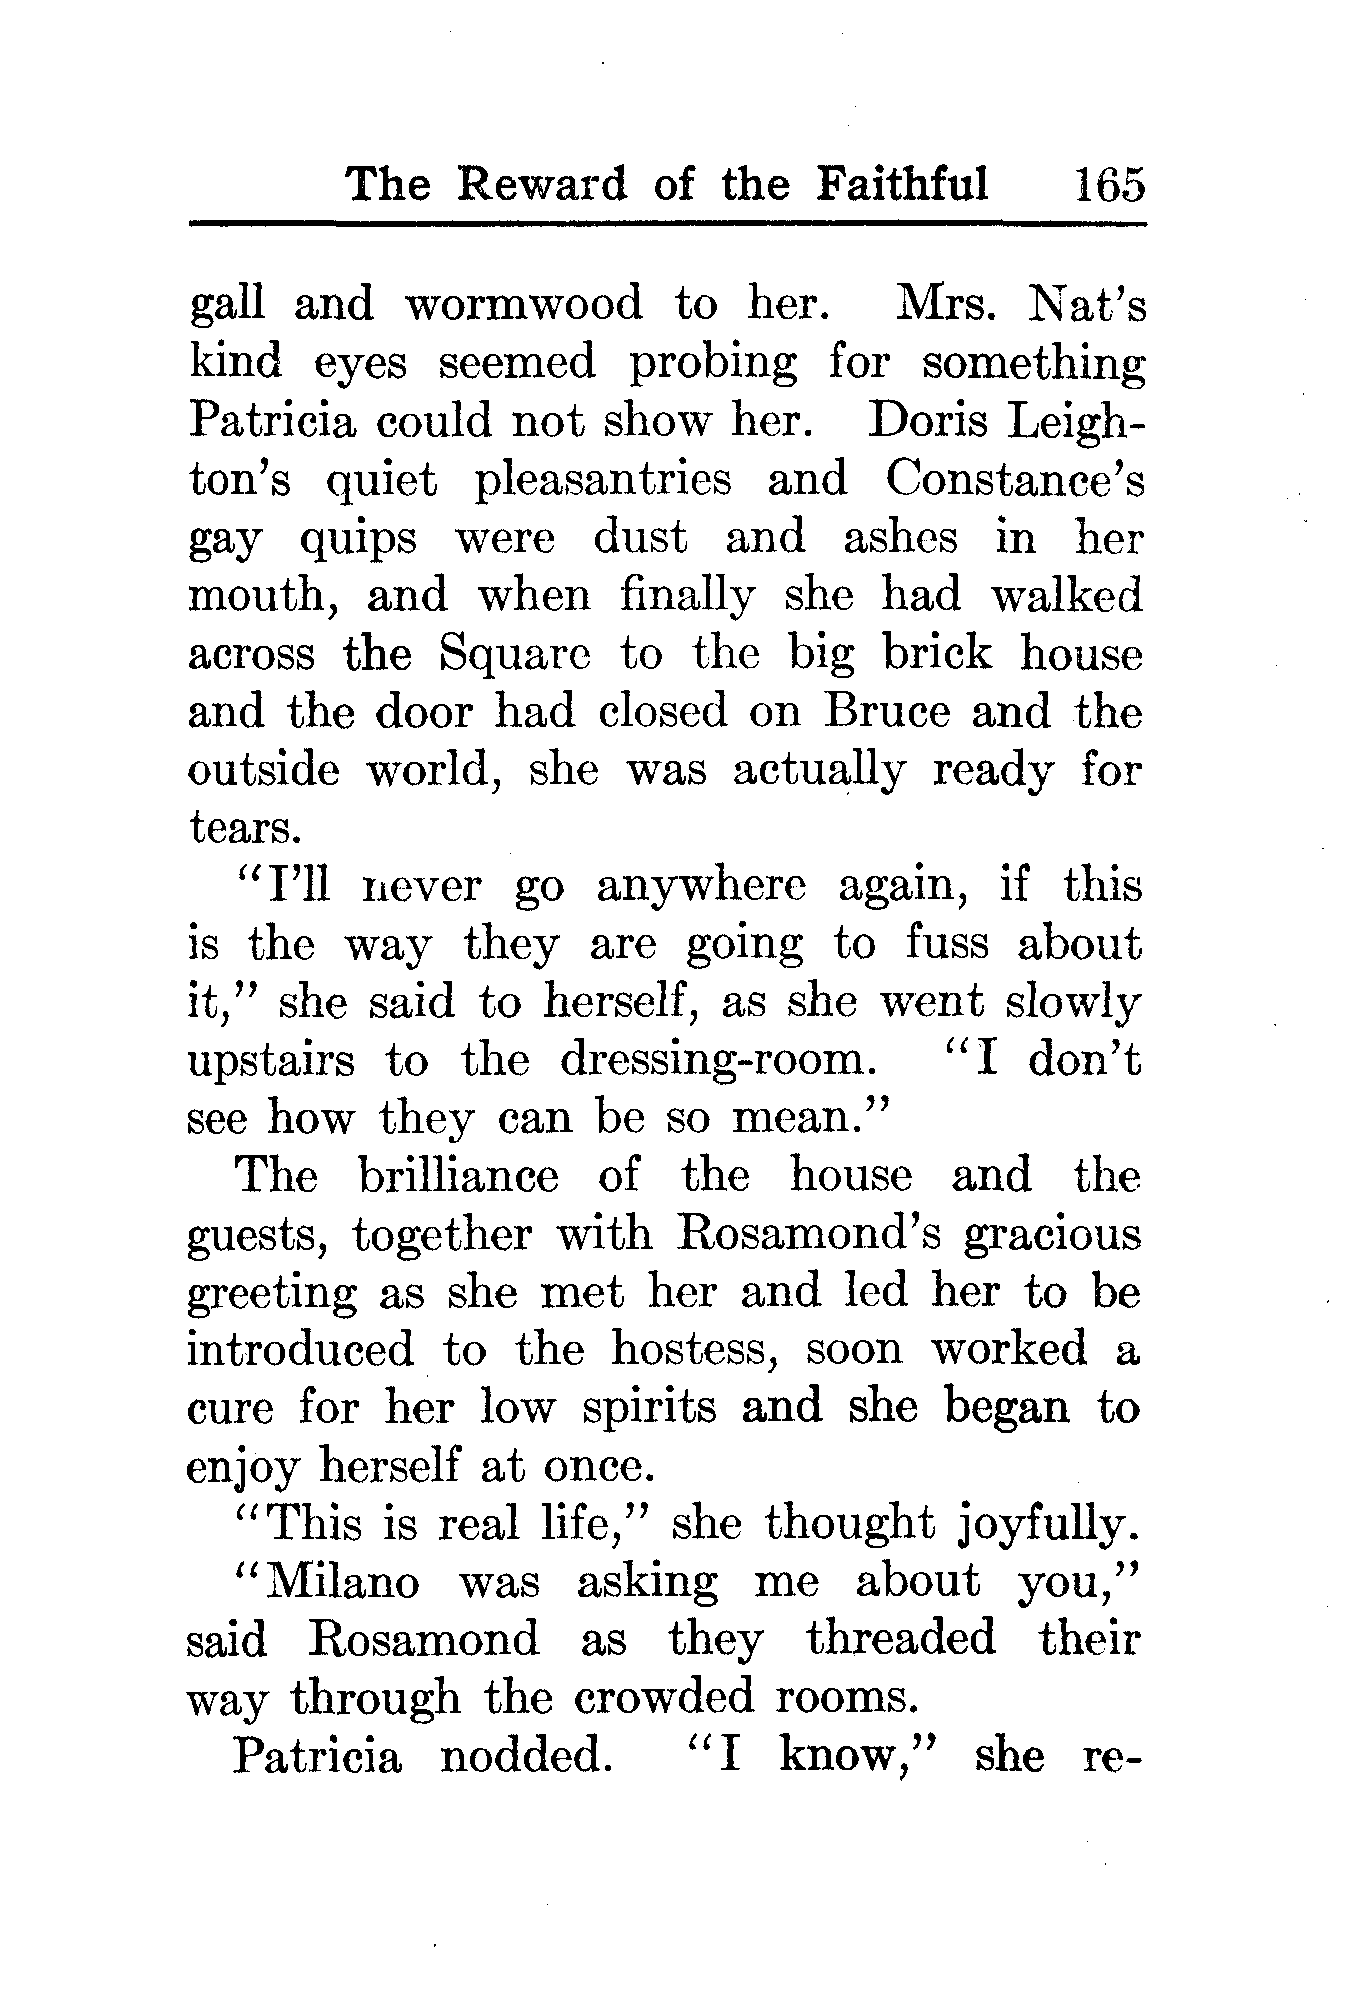 The Reward of the Faithful 165
gall and wormwood to her. Mrs. Nat's
kind eyes seemed probing for something
Patricia could not show her. Doris Leigh-
ton's quiet pleasantries and Constance's
gay quips were dust and ashes in her
mouth, and when finally she had walked
across the Square to the big brick house
and the door had closed on Bruce and the
outside world, she was actually ready for
tears.
"I'll never go anywhere again, if this
is the way they are going to fuss about
it," she said to herself, as she went slowly
upstairs to the dressing-room. "I don't
see how they can be so mean."
The brilliance of the house and the
guests, together with Rosamond's gracious
greeting as she met her and led her to be
introduced to the hostess, soon worked a
cure for her low spirits and she began to
enjoy herself at once.
"This is real life," she thought joyfully.
"Milano was asking me about you,"
said Rosamond as they threaded their
way through the crowded rooms.
Patricia nodded. "I know," she re-